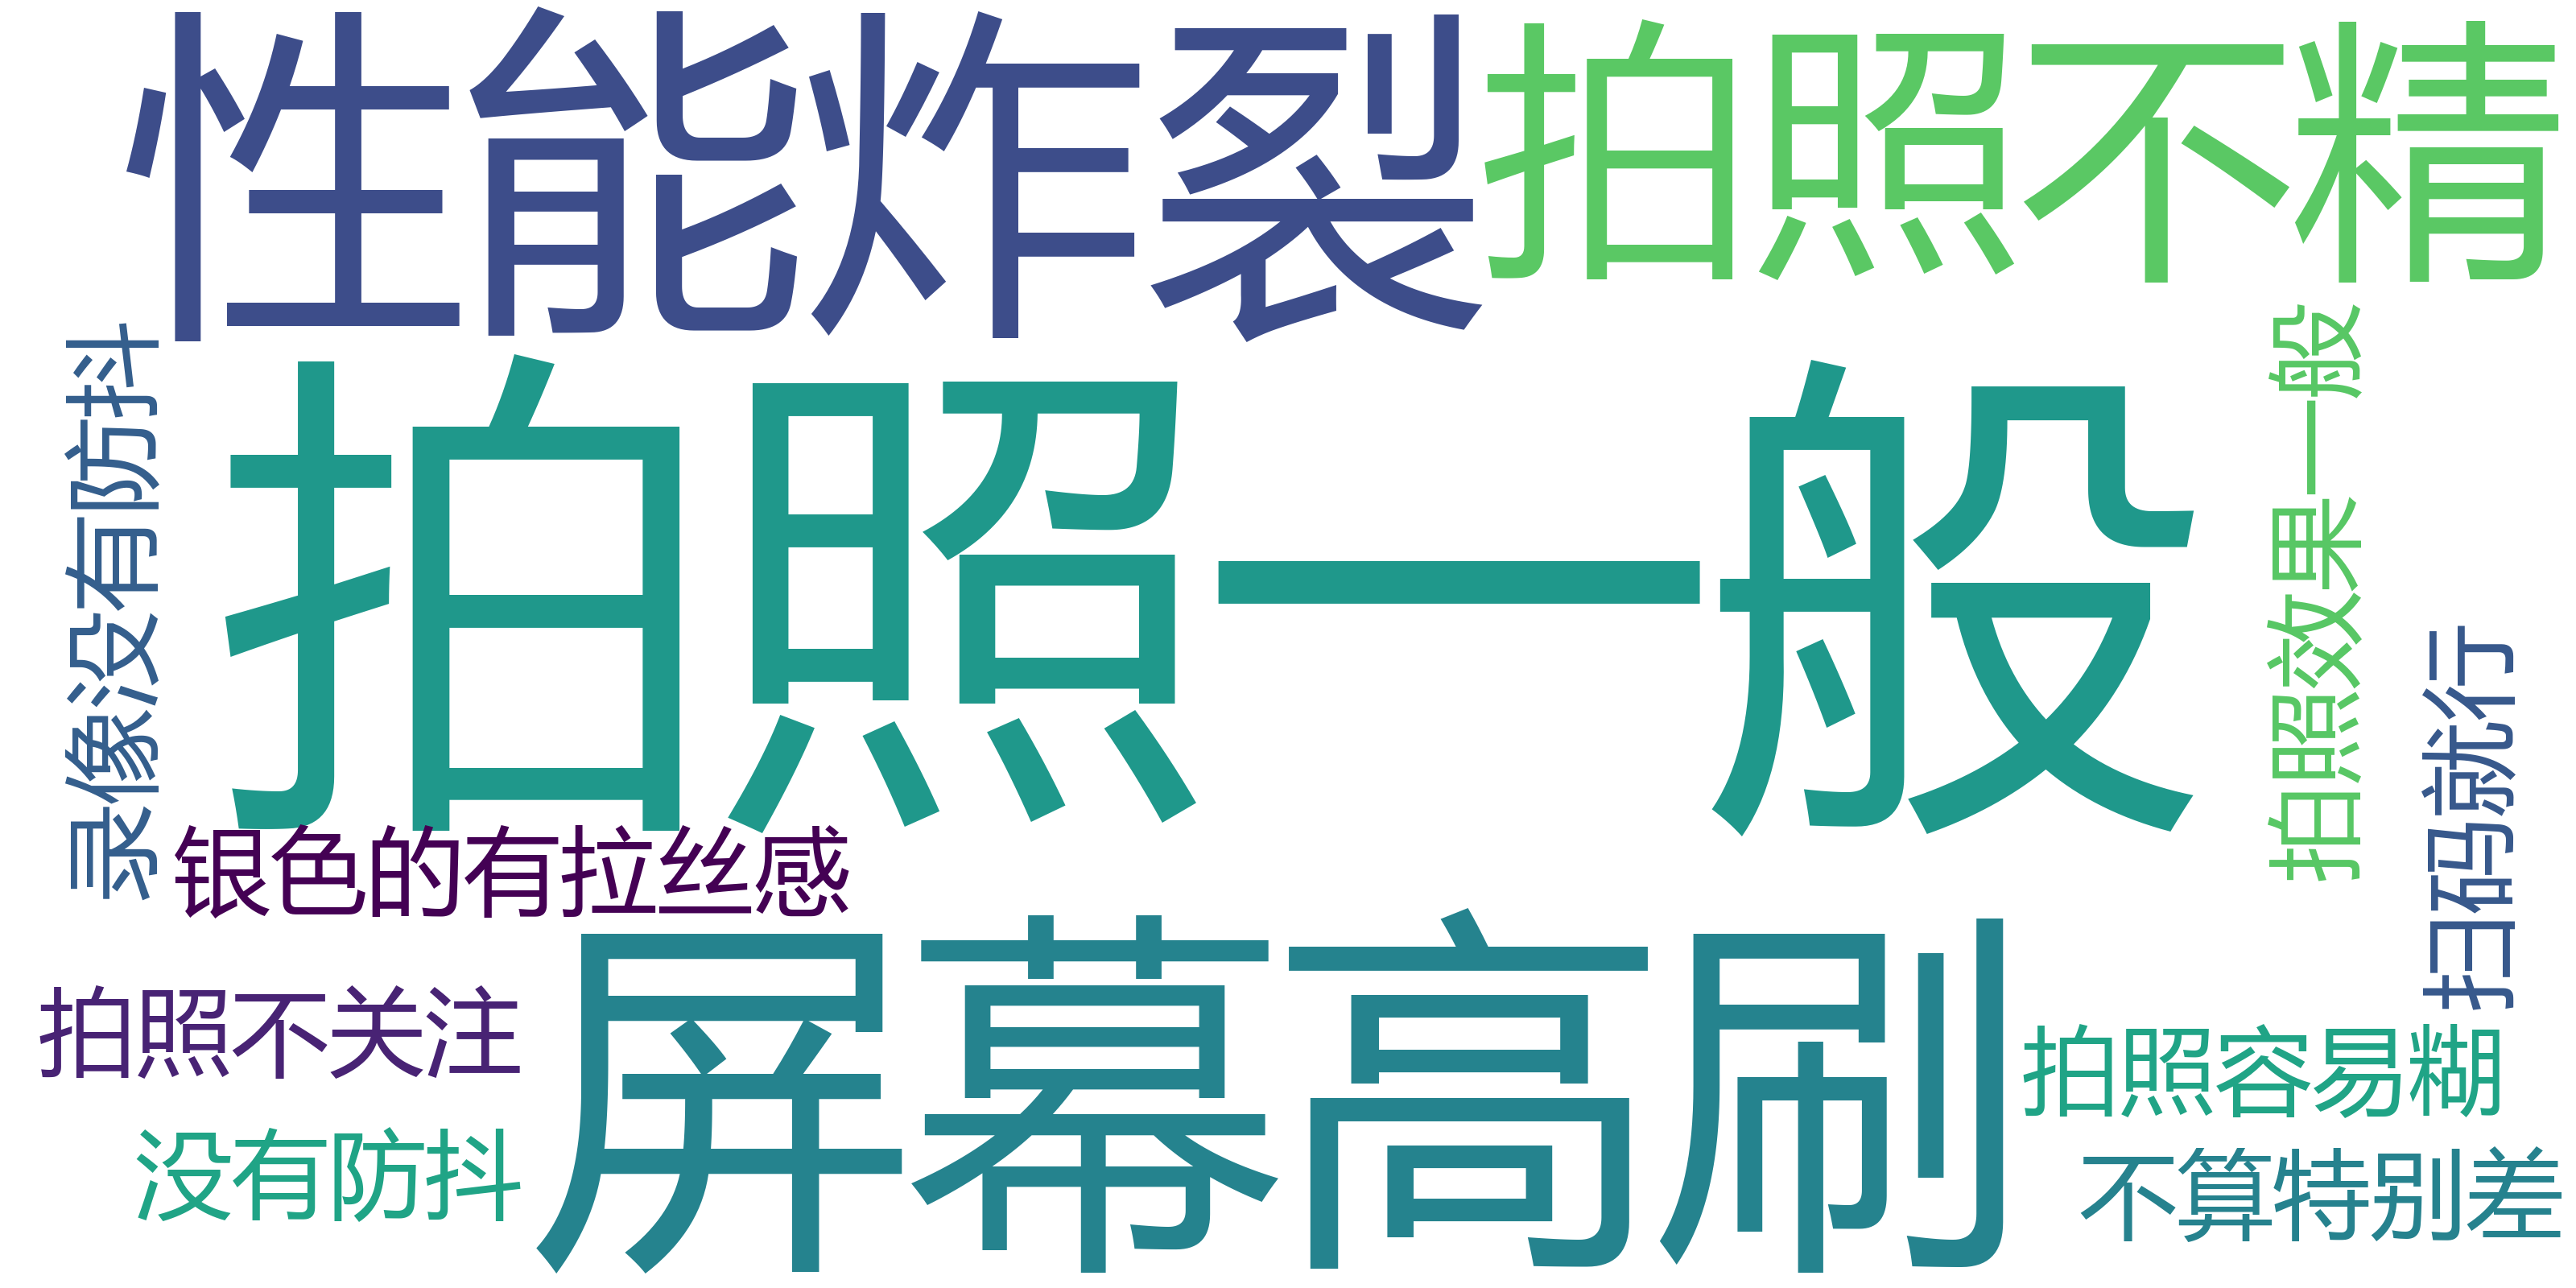 性能炸裂
拍照不精
录像没有防抖
拍照一般
拍照效果一般
扫码就行
银色的有拉丝感
屏幕高刷
拍照不关注
拍照容易糊
没有防抖
不算特别差